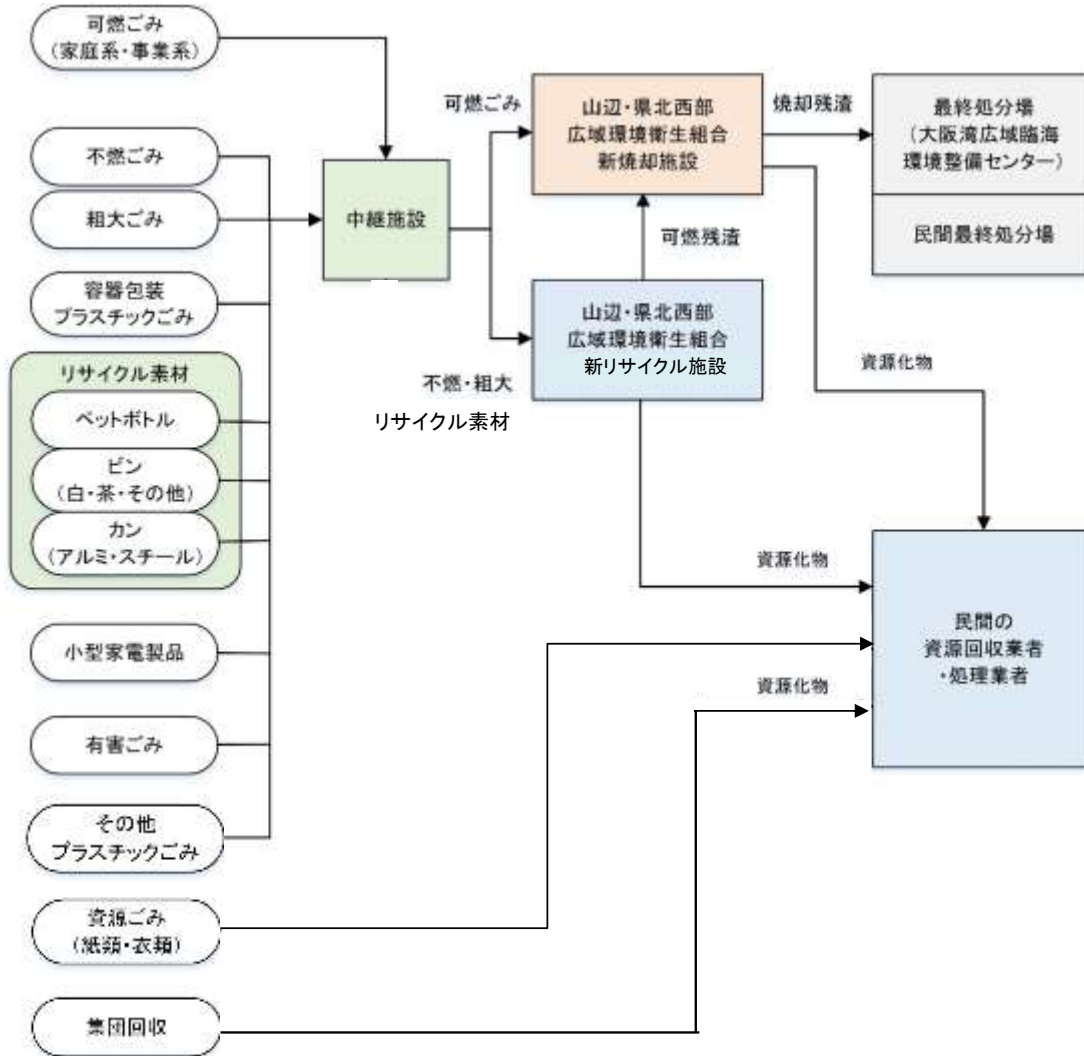 可燃ごみ
(家庭系・事業系)
不燃ごみ
粗大ごみ
容器包装
プラスチックごみ
リサイクル素材
ペットボトル
ビン
(白・茶・その他)
カン
(アルミ・スチール)
小型家電製品
有害ごみ
その他
プラスチックごみ
資源ごみ
(紙類・衣類)
集団回収
中継施設
可燃ごみ
不燃・粗大
リサイクル素材
山辺・県北西部
広域環境衛生組合
新焼却施設
可燃残渣
山辺・県北西部
広域環境衛生組合
新リサイクル施設
焼却残渣
最終処分場
(大阪湾広域臨海
環境整備センター)
民間最終処分場
資源化物
資源化物
資源化物
民間の
資源回収業者
・処理業者